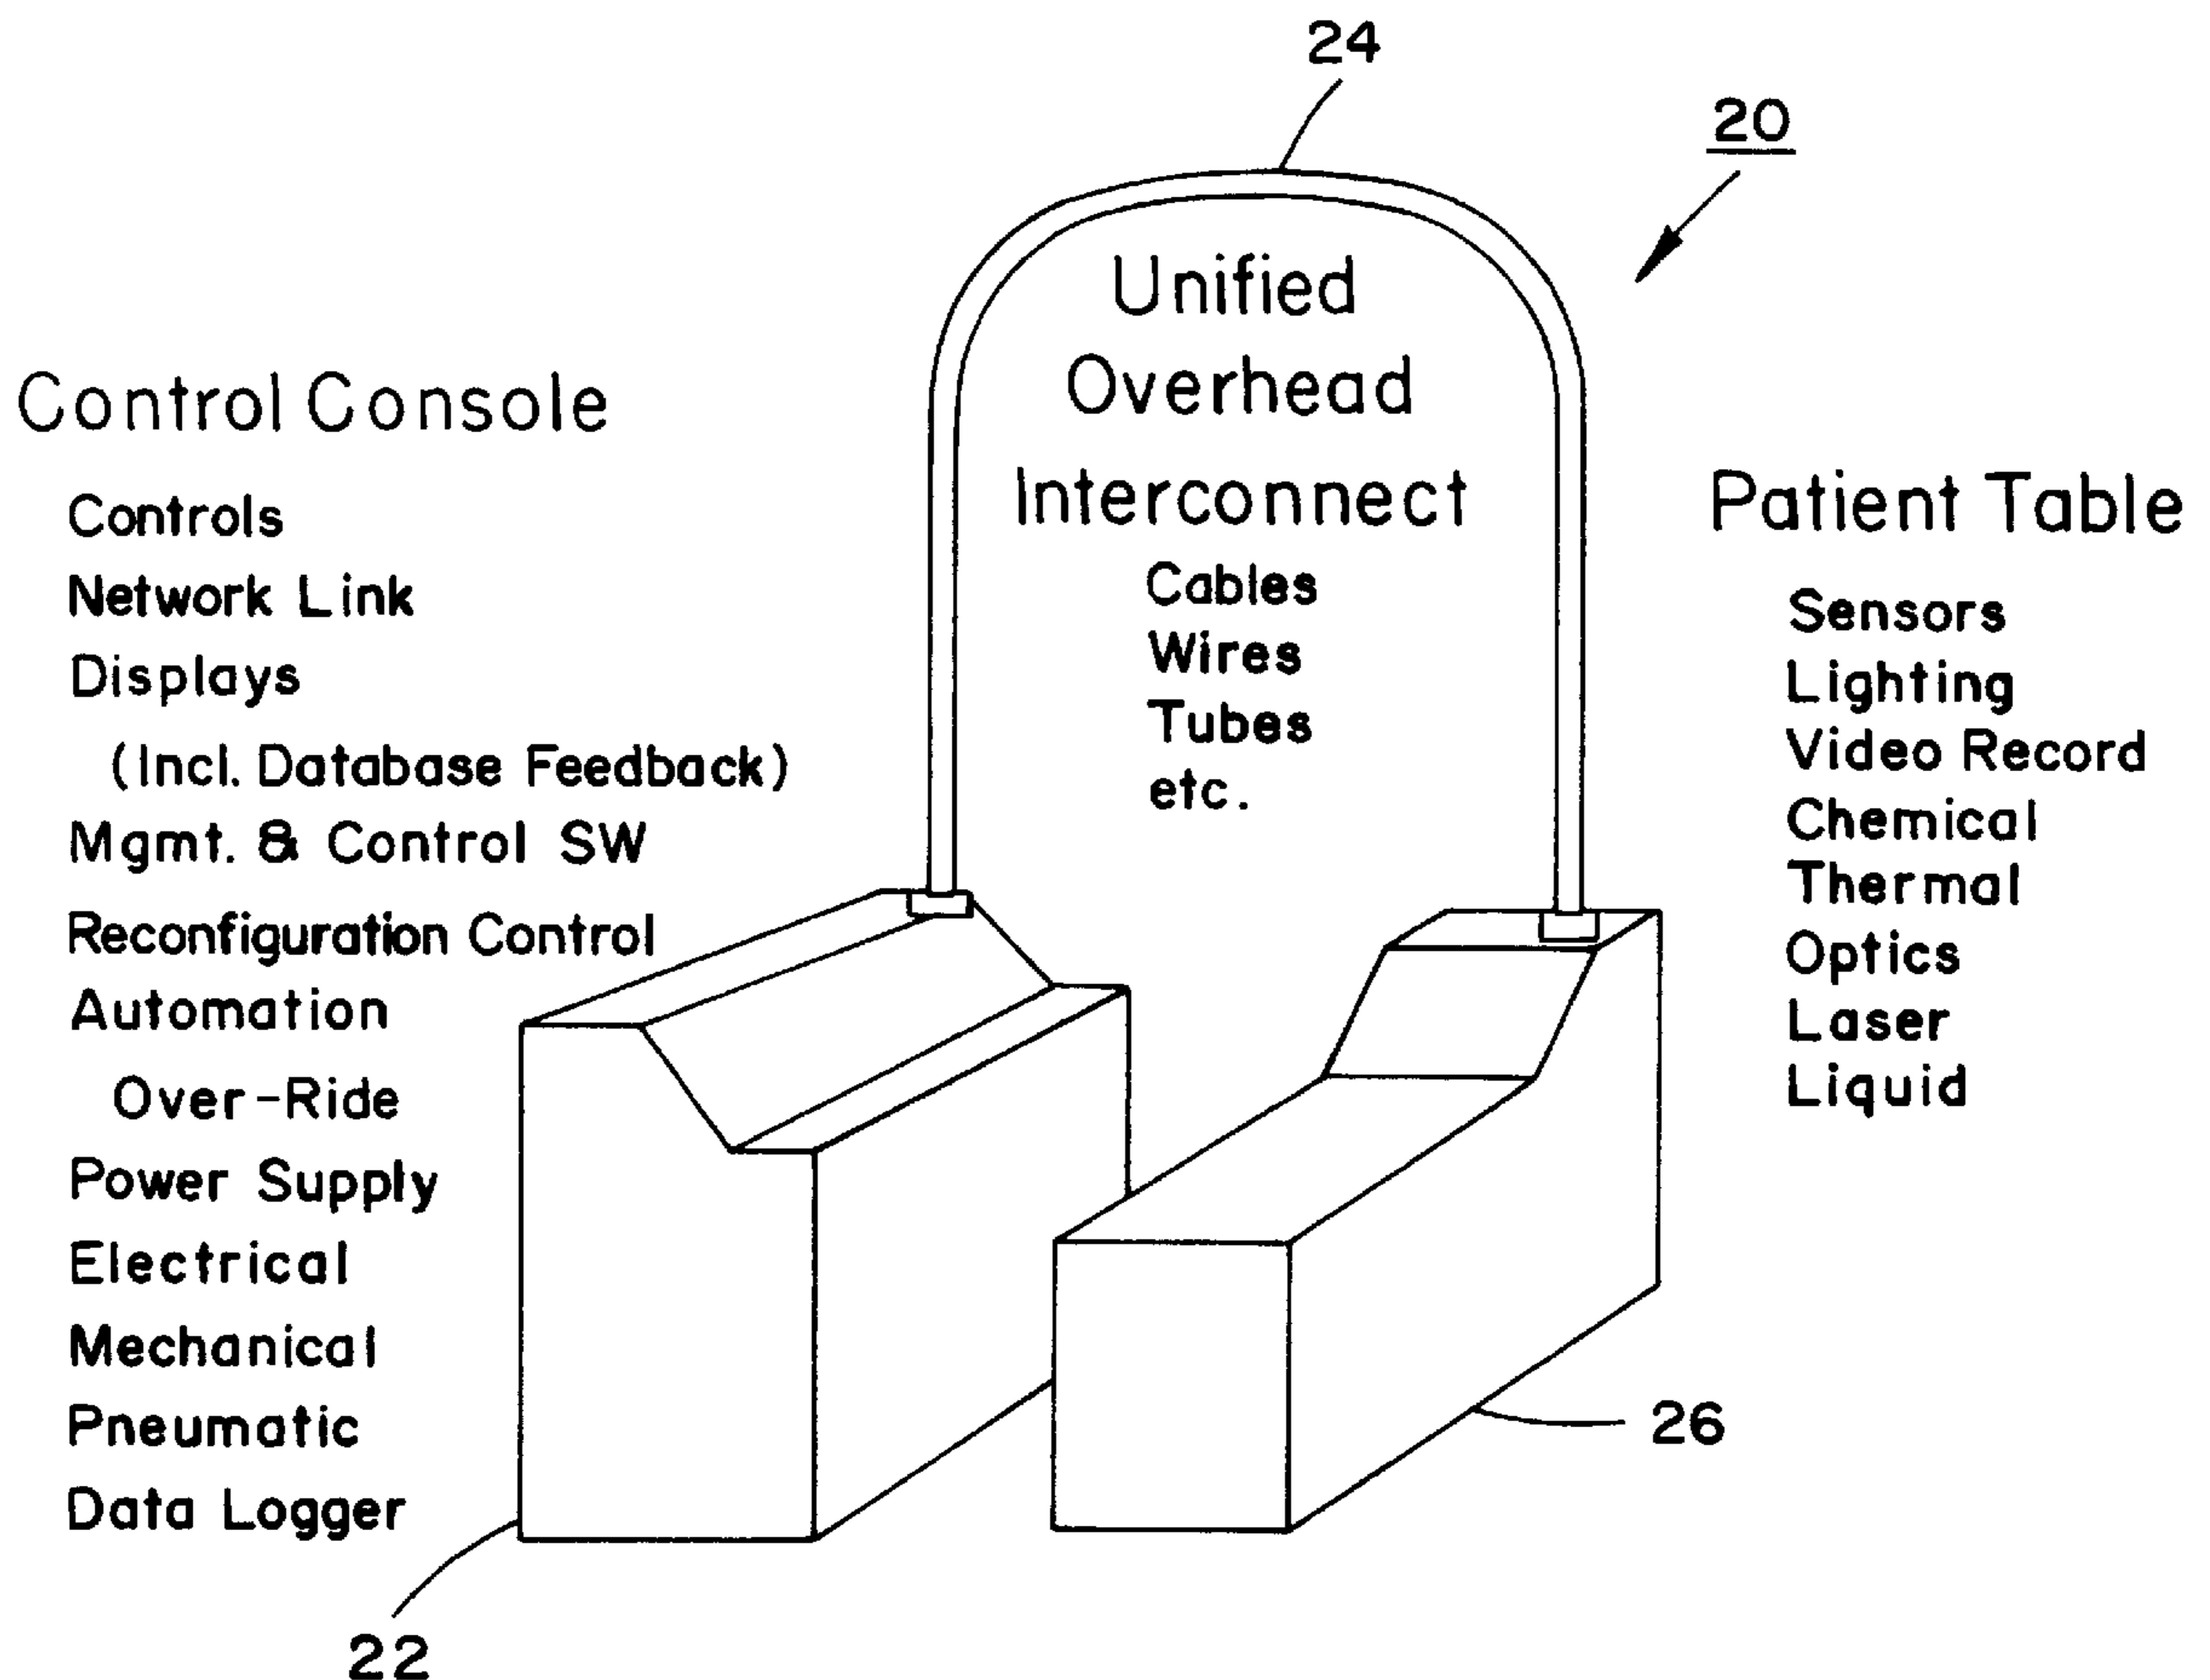 24
20
Unified
Overhead
Interconnect
Cables
Wires
Tubes
etc.
Control Console
Controls
Network Link
Displays
(Incl. Database Feedback)
Mgmt. & Control SW
Reconfiguration Control
Automation
Over-Ride
Power Supply
Electrical
Mechanical
Pneumatic
Data Logger
22
Patient Table
Sensors
Lighting
Video Record
Chemical
Thermal
Optics
Laser
Liquid
26